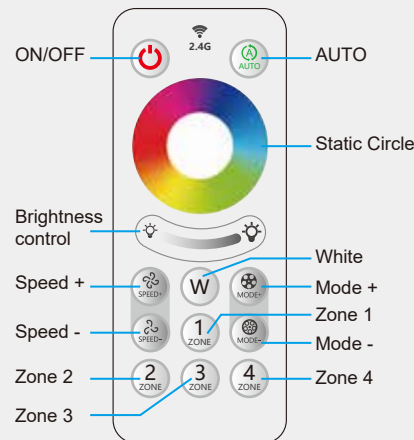 2.4G
ON/OFF
AUTO
AUTO
Static Circle
Brightness
control
White
Speed +
SPEED+
W
MODE+
Mode +
Zone 1
Speed -
SPEED-
1
ZONE
MODE-
Mode -
Zone 2
2
ZONE
3
ZONE
4
ZONE
Zone 4
Zone 3